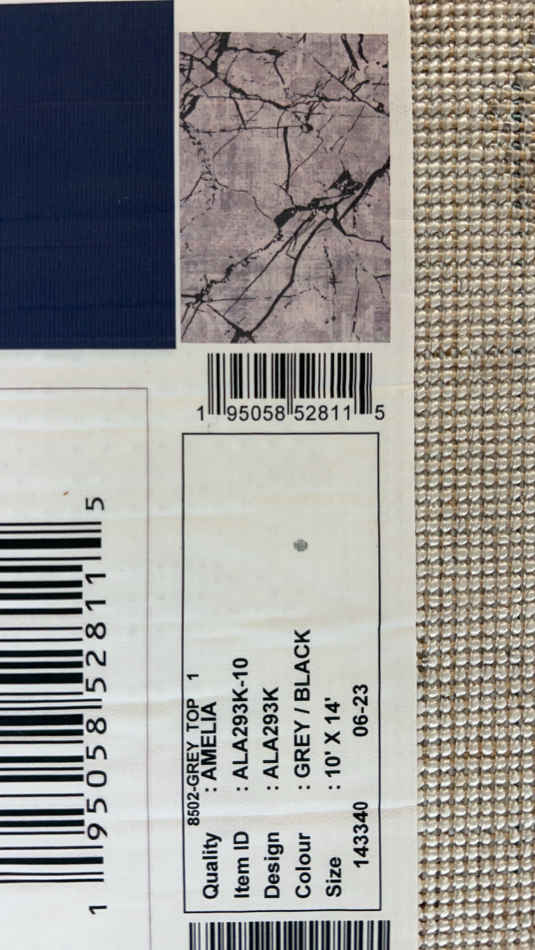 1 95058 52811 5
8502-GREY TOP 1
Quality : AMELIA
Item ID : ALA293K-10
Design : ALA293K
Colour : GREY / BLACK
Size : 10' X 14'
143340 06-23
1 95058 52811 5